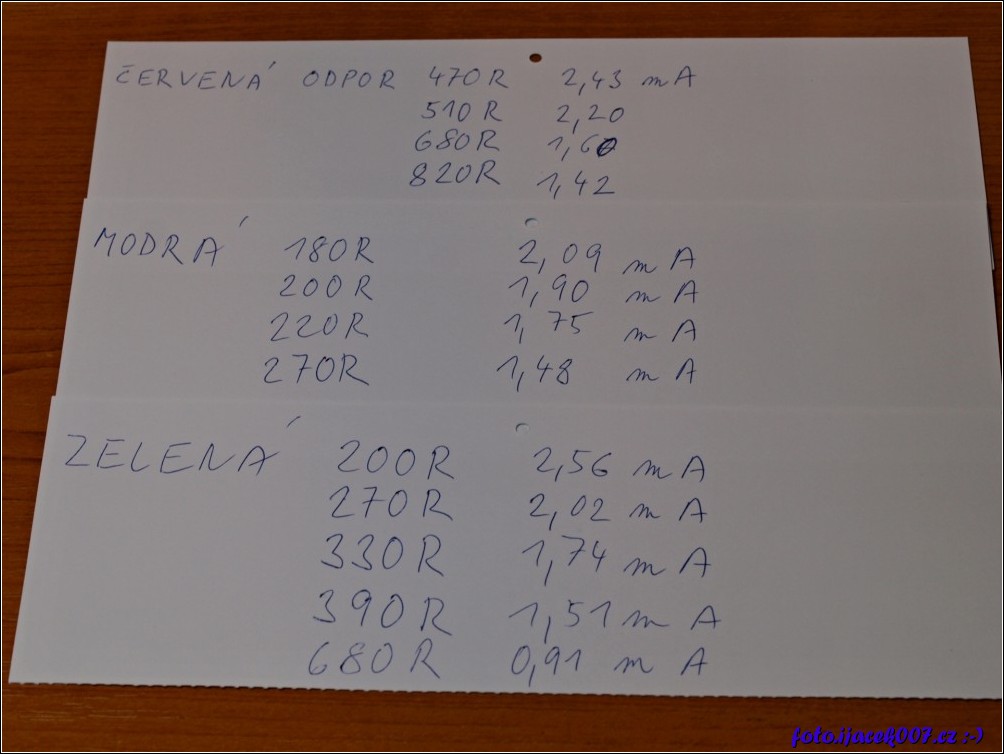 ČERVENÁ ODPOR 470R 2,43 mA
510R 2,20
680R 1,60
820R 1,42
MODRÁ 180R 2,09 mA
200R 1,90 mA
220R 1,75 mA
270R 1,48 mA
ZELENÁ 200R 2,56 mA
270R 2,02 mA
330R 1,74 mA
390R 1,51 mA
680R 0,91 mA
foto.ijacek007.cz :-)